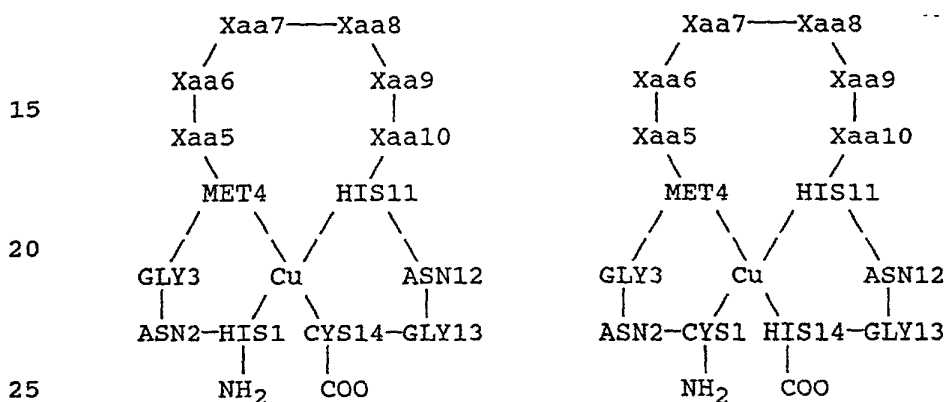 Xaa7 Xaa8 Xaa7 Xaa8
Xaa6 Xaa9 Xaa6 Xaa9
15
Xaa5 Xaa10 Xaa5 Xaa10
MET4 HIS11 MET4 HIS11
20
GLY3 Cu ASN12 GLY3 Cu ASN12
ASN2-HIS1 CYS14-GLY13 ASN2-CYS1 HIS14-GLY13
25 NH₂ COO NH₂ COO